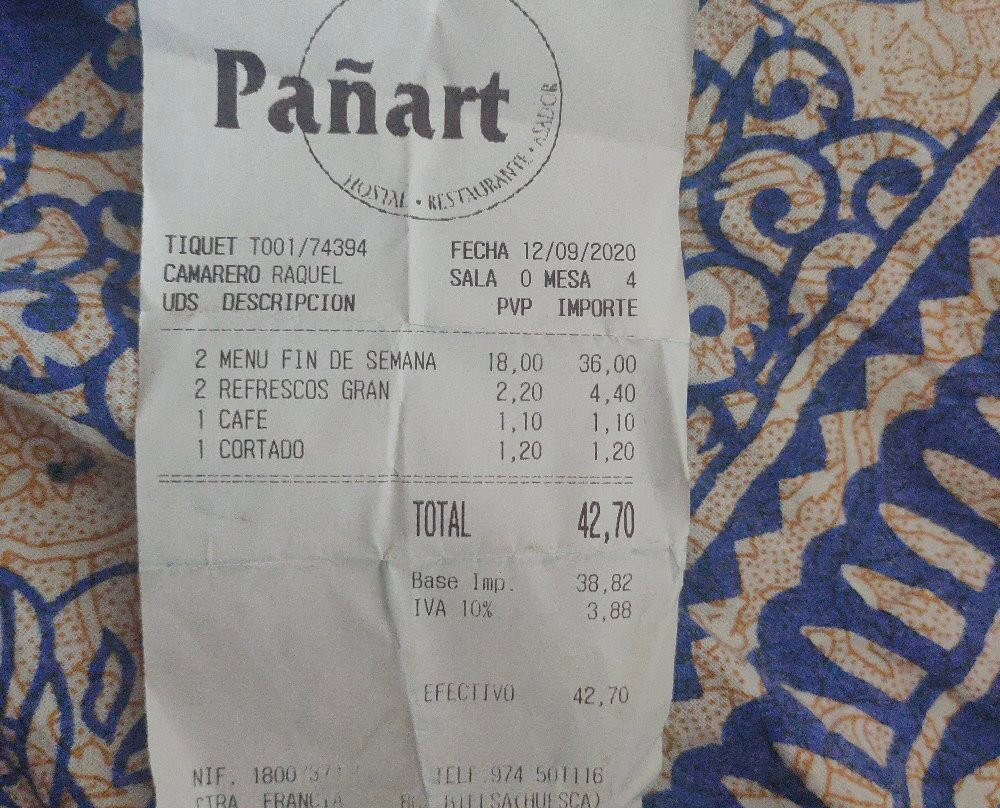 Pañart
HOSTAL • RESTAURANTE • ASADOR
TIQUET T001/74394 FECHA 12/09/2020
CAMARERO RAQUEL SALA 0 MESA 4
UDS DESCRIPCION PVP IMPORTE
2 MENU FIN DE SEMANA 18,00 36,00
2 REFRESCOS GRAN 2,20 4,40
1 CAFE 1,10 1,10
1 CORTADO 1,20 1,20
TOTAL 42,70
Base Imp. 38,82
IVA 10% 3,88
EFECTIVO 42,70
NIF. TELF.974 501116
CTRA FRANCIA (HUESCA)